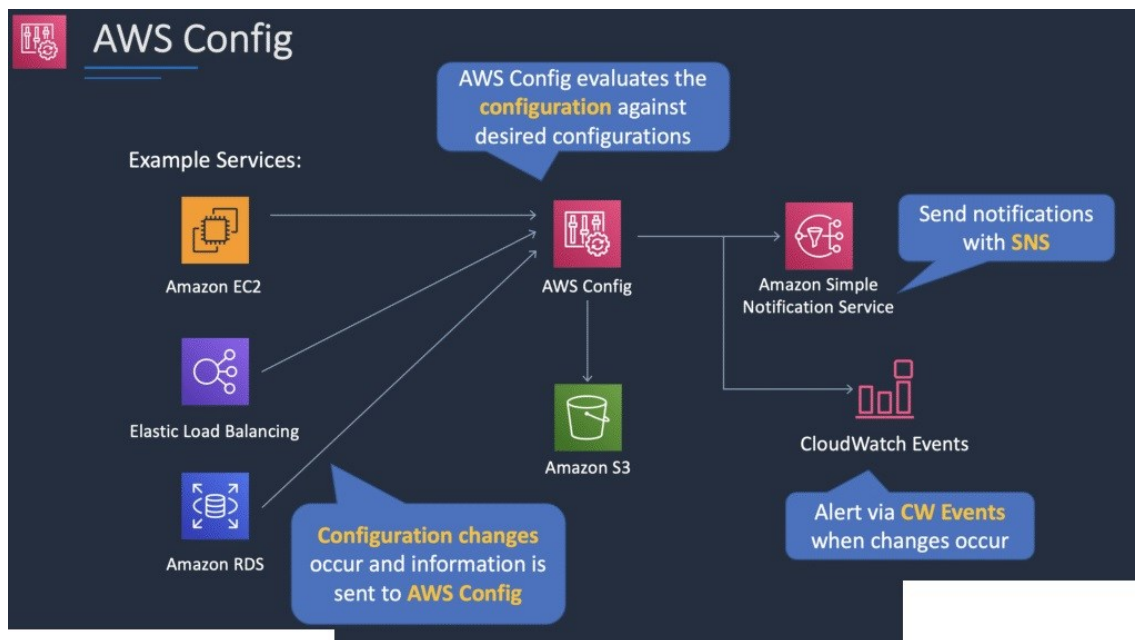 AWS Config
AWS Config evaluates the
configuration against
desired configurations
Example Services:
Amazon EC2
AWS Config
Amazon Simple
Notification Service
Send notifications
with SNS
Elastic Load Balancing
Amazon S3
CloudWatch Events
Amazon RDS
Configuration changes
occur and information is
sent to AWS Config
Alert via CW Events
when changes occur